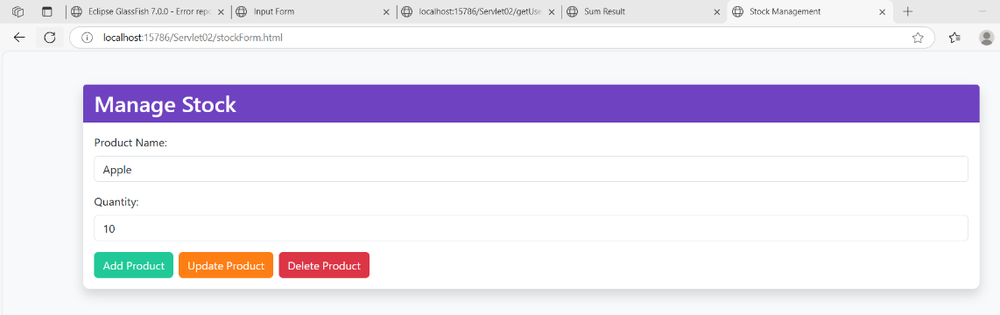 Eclipse GlassFish 7.0.0 - Error repo
Input Form
localhost:15786/Servlet02/getUse
Sum Result
Stock Management
localhost:15786/Servlet02/stockForm.html
Manage Stock
Product Name:
Apple
Quantity:
10
Add Product
Update Product
Delete Product